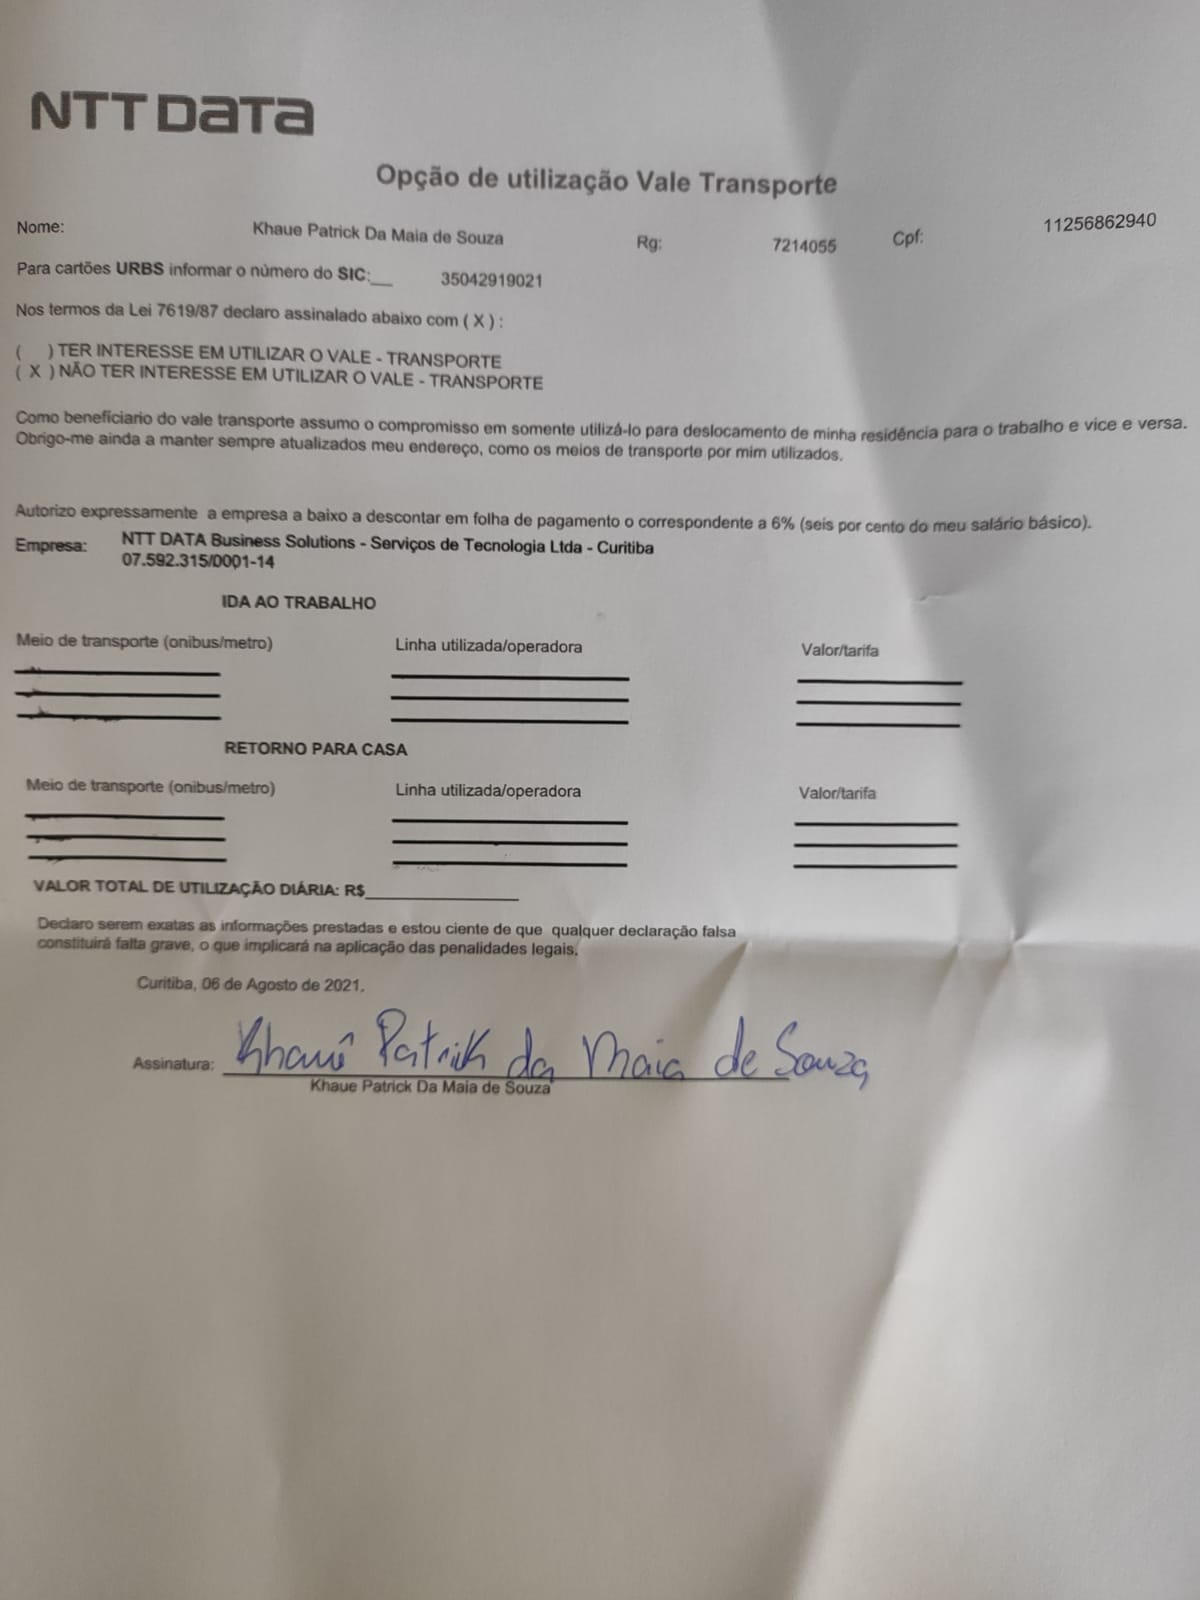 NTT DATA
Opção de utilização Vale Transporte
Nome: Khaue Patrick Da Maia de Souza Rg: 7214055 Cpf: 11256862940
Para cartões URBS informar o número do SIC:__ 35042919021
Nos termos da Lei 7619/87 declaro assinalado abaixo com ( X ) :
( ) TER INTERESSE EM UTILIZAR O VALE - TRANSPORTE
( X ) NÃO TER INTERESSE EM UTILIZAR O VALE - TRANSPORTE
Como beneficiario do vale transporte assumo o compromisso em somente utilizá-lo para deslocamento de minha residência para o trabalho e vice e versa.
Obrigo-me ainda a manter sempre atualizados meu endereço, como os meios de transporte por mim utilizados.
Autorizo expressamente a empresa a baixo a descontar em folha de pagamento o correspondente a 6% (seis por cento do meu salário básico).
Empresa: NTT DATA Business Solutions - Serviços de Tecnologia Ltda - Curitiba
07.592.315/0001-14
IDA AO TRABALHO
Meio de transporte (onibus/metro) Linha utilizada/operadora Valor/tarifa
RETORNO PARA CASA
Meio de transporte (onibus/metro) Linha utilizada/operadora Valor/tarifa
VALOR TOTAL DE UTILIZAÇÃO DIÁRIA: R$________________
Declaro serem exatas as informações prestadas e estou ciente de que qualquer declaração falsa
constituirá falta grave, o que implicará na aplicação das penalidades legais.
Curitiba, 06 de Agosto de 2021.
Assinatura: Khauê Patrick da Maia de Souza
Khaue Patrick Da Maia de Souza